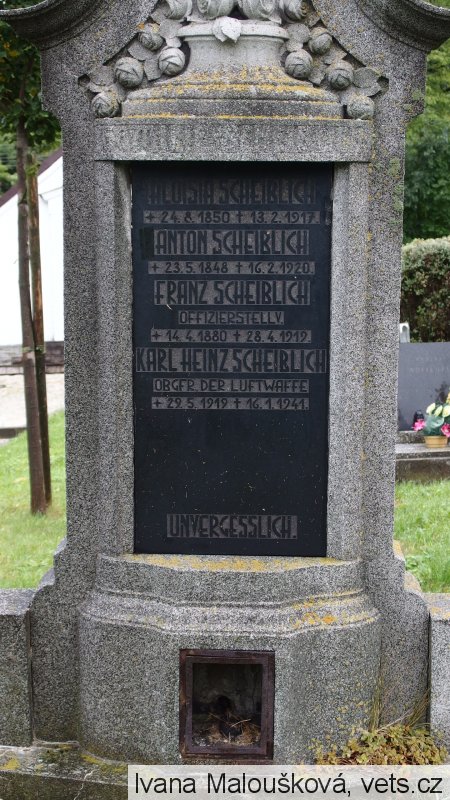 ALOISIA SCHEIBLICH
+ 24.8.1850 + 13.2.1917.
ANTON SCHEIBLICH
+ 23.5.1848 + 16.2.1920.
FRANZ SCHEIBLICH
OFFIZIERSTELLV.
+ 14.4.1880 + 28.4.1919.
KARL HEINZ SCHEIBLICH
OBGFR. DER LUFTWAFFE
+ 29.5.1919 + 16.1.1941.
UNVERGESSLICH.
Ivana Maloušková, vets.cz